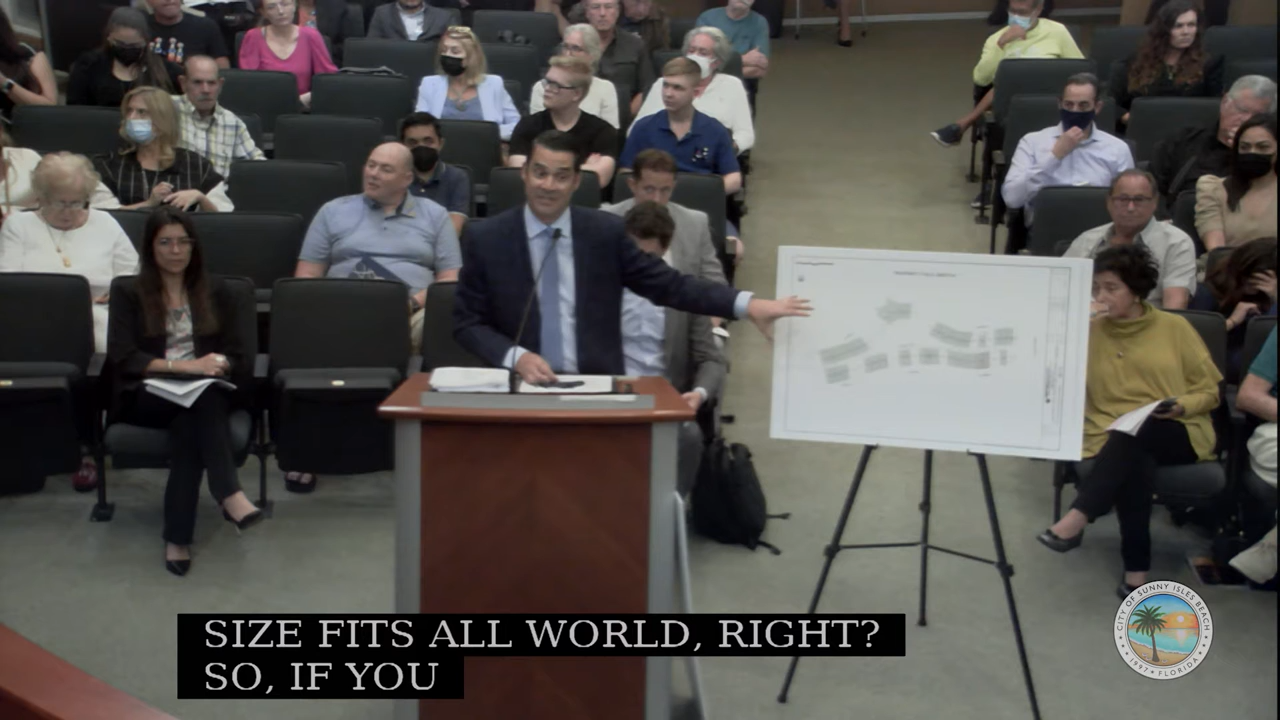 SIZE FITS ALL WORLD, RIGHT?
SO, IF YOU
CITY OF SUNNY ISLES BEACH
• 1997 • FLORIDA •